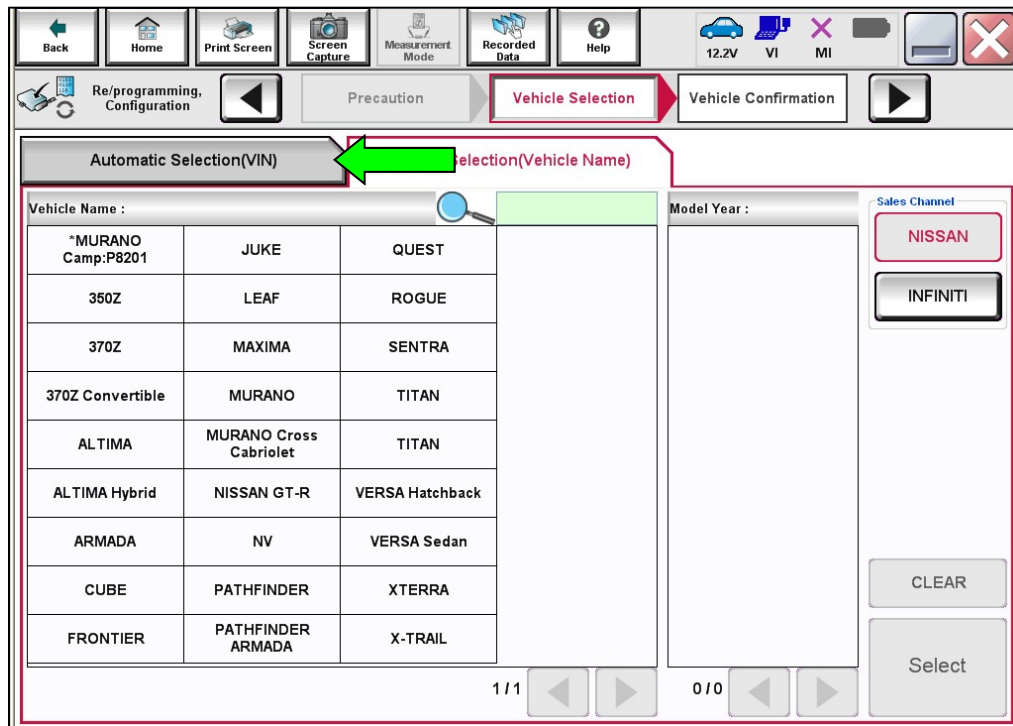 Back
Home
Print Screen
Screen
Capture
Measurement
Mode
Recorded
Data
Help
12.2V
VI
MI
Re/programming,
Configuration
Precaution
Vehicle Selection
Vehicle Confirmation
Automatic Selection(VIN)
election(Vehicle Name)
Vehicle Name :
Model Year :
Sales Channel
*MURANO
Camp:P8201
JUKE
QUEST
NISSAN
350Z
LEAF
ROGUE
INFINITI
370Z
MAXIMA
SENTRA
370Z Convertible
MURANO
TITAN
ALTIMA
MURANO Cross
Cabriolet
TITAN
ALTIMA Hybrid
NISSAN GT-R
VERSA Hatchback
ARMADA
NV
VERSA Sedan
CUBE
PATHFINDER
XTERRA
CLEAR
FRONTIER
PATHFINDER
ARMADA
X-TRAIL
Select
1/1
0/0